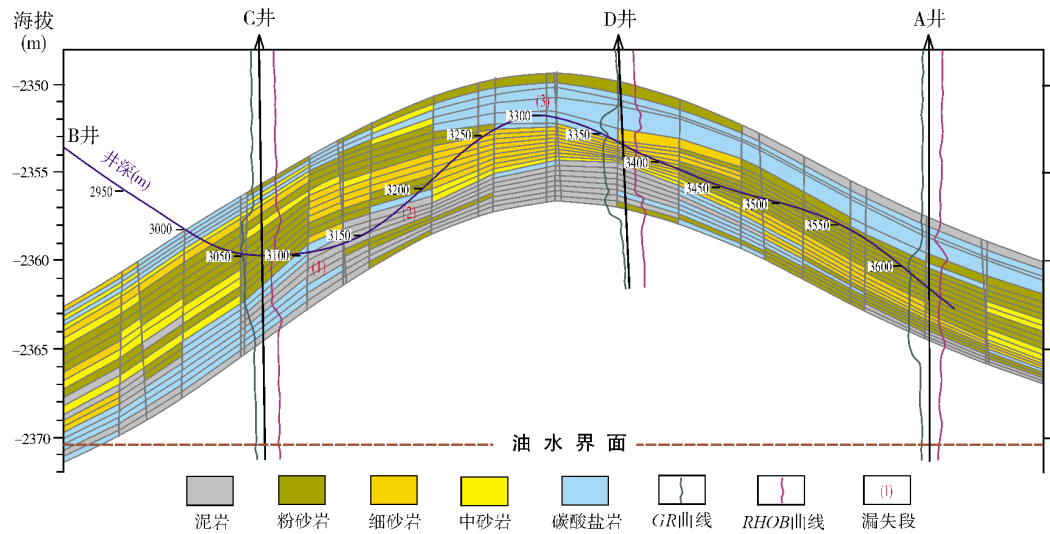 海拔
(m)
C井
D井
A井
−2350
−2355
−2360
−2365
−2370
B井
井深(m)
2950
3000
3050
3100
3150
3200
3250
3300
3350
3400
3450
3500
3550
3600
(1)
(2)
(3)
油水界面
泥岩
粉砂岩
细砂岩
中砂岩
碳酸盐岩
GR曲线
RHOB曲线
(1)
漏失段